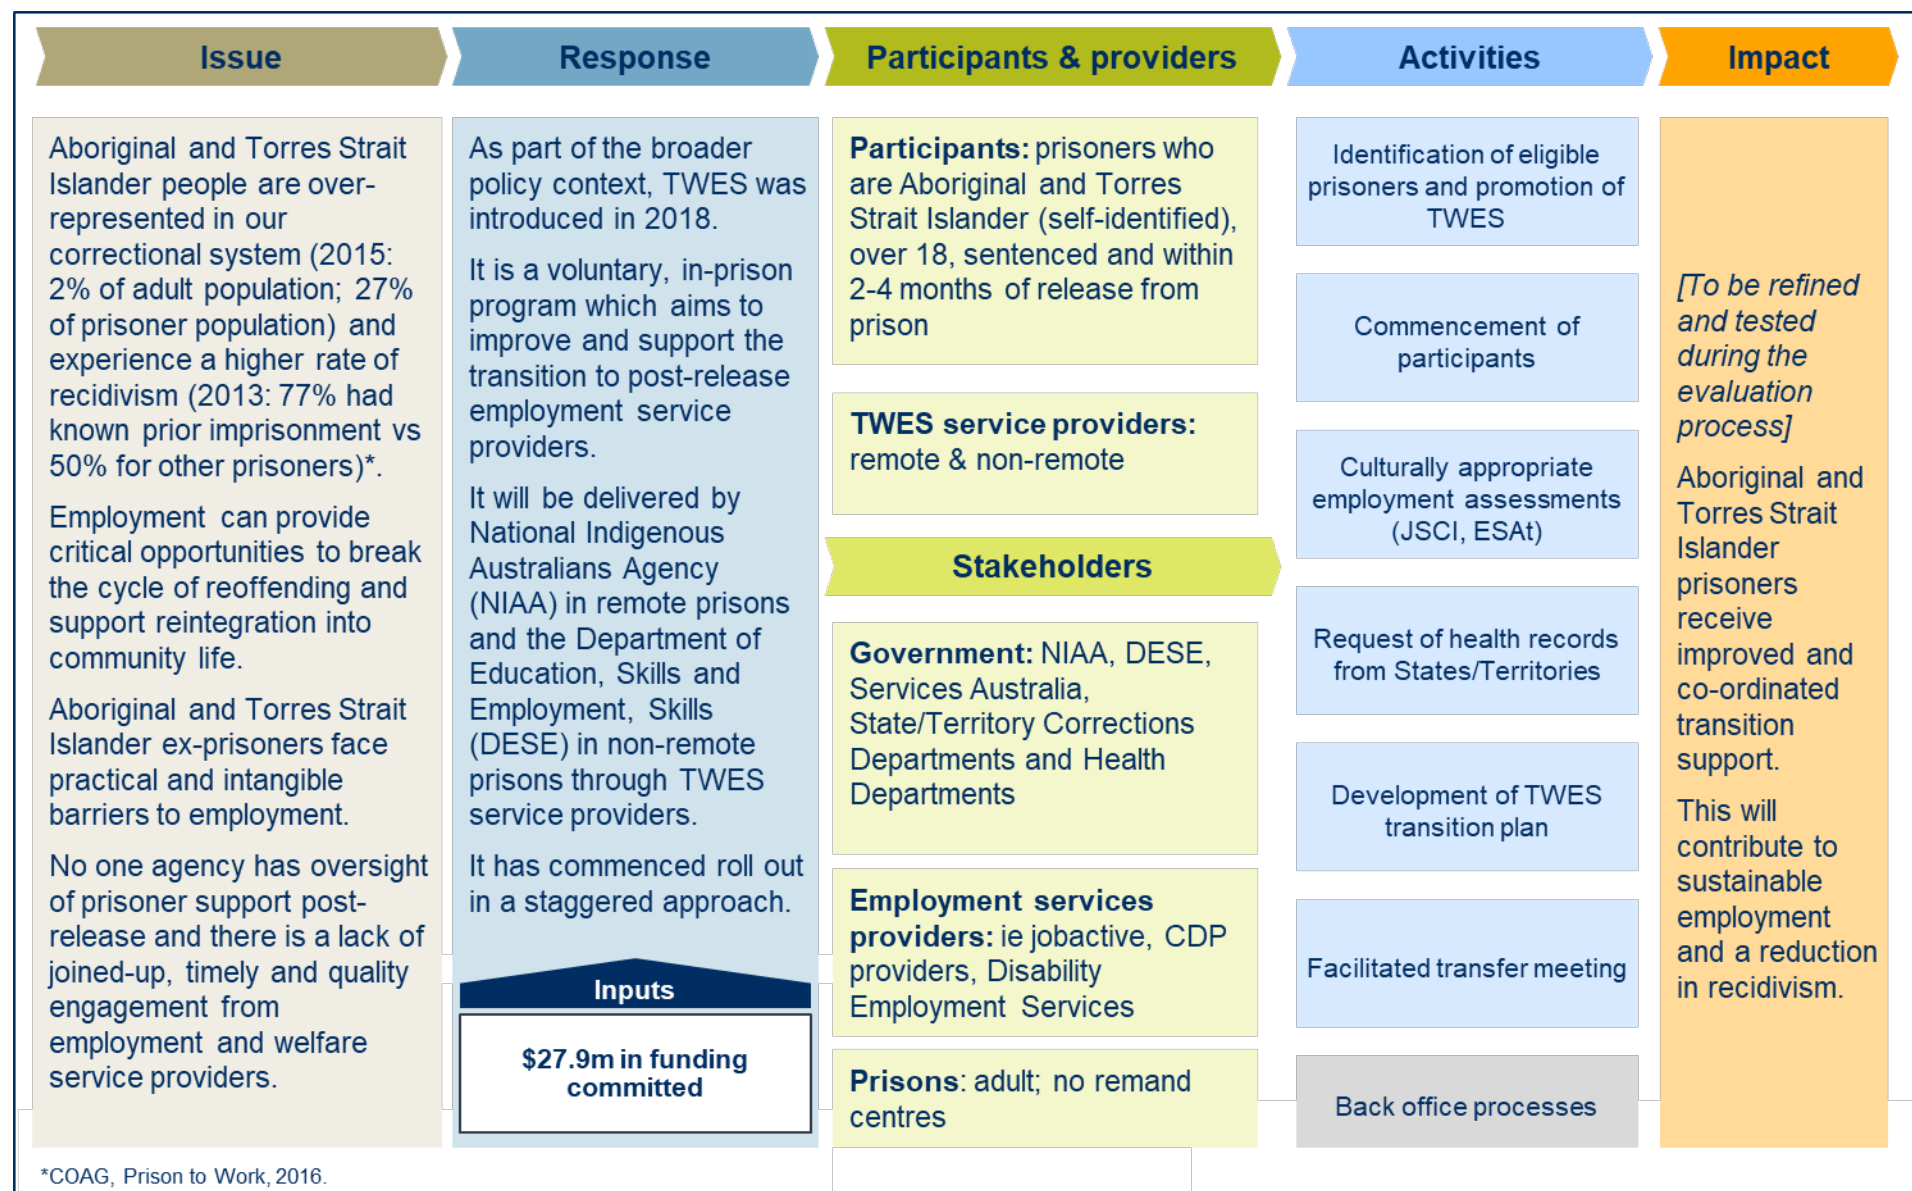 Issue
Aboriginal and Torres Strait
Islander people are over-
represented in our
correctional system (2015:
2% of adult population; 27%
of prisoner population) and
experience a higher rate of
recidivism (2013: 77% had
known prior imprisonment vs
50% for other prisoners)*.
Employment can provide
critical opportunities to break
the cycle of reoffending and
support reintegration into
community life.
Aboriginal and Torres Strait
Islander ex-prisoners face
practical and intangible
barriers to employment.
No one agency has oversight
of prisoner support post-
release and there is a lack of
joined-up, timely and quality
engagement from
employment and welfare
service providers.
Response
As part of the broader
policy context, TWES was
introduced in 2018.
It is a voluntary, in-prison
program which aims to
improve and support the
transition to post-release
employment service
providers.
It will be delivered by
National Indigenous
Australians Agency
(NIAA) in remote prisons
and the Department of
Education, Skills and
Employment, Skills
(DESE) in non-remote
prisons through TWES
service providers.
It has commenced roll out
in a staggered approach.
Inputs
$27.9m in funding
committed
Participants & providers
Participants: prisoners who
are Aboriginal and Torres
Strait Islander (self-identified),
over 18, sentenced and within
2-4 months of release from
prison
TWES service providers:
remote & non-remote
Stakeholders
Government: NIAA, DESE,
Services Australia,
State/Territory Corrections
Departments and Health
Departments
Employment services
providers: ie jobactive, CDP
providers, Disability
Employment Services
Prisons: adult; no remand
centres
Activities
Identification of eligible
prisoners and promotion of
TWES
Commencement of
participants
Culturally appropriate
employment assessments
(JSCI, ESAt)
Request of health records
from States/Territories
Development of TWES
transition plan
Facilitated transfer meeting
Back office processes
Impact
[To be refined
and tested
during the
evaluation
process]
Aboriginal and
Torres Strait
Islander
prisoners
receive
improved and
co-ordinated
transition
support.
This will
contribute to
sustainable
employment
and a reduction
in recidivism.
*COAG, Prison to Work, 2016.